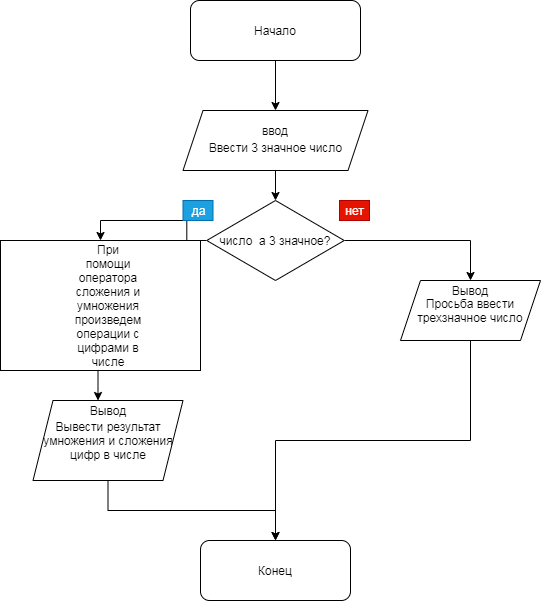 Начало
ввод
Ввести 3 значное число
да
нет
число а 3 значное?
При
помощи
оператора
сложения и
умножения
произведем
операции с
цифрами в
числе
Вывод
Просьба ввести
трехзначное число
Вывод
Вывести результат
умножения и сложения
цифр в числе
Конец